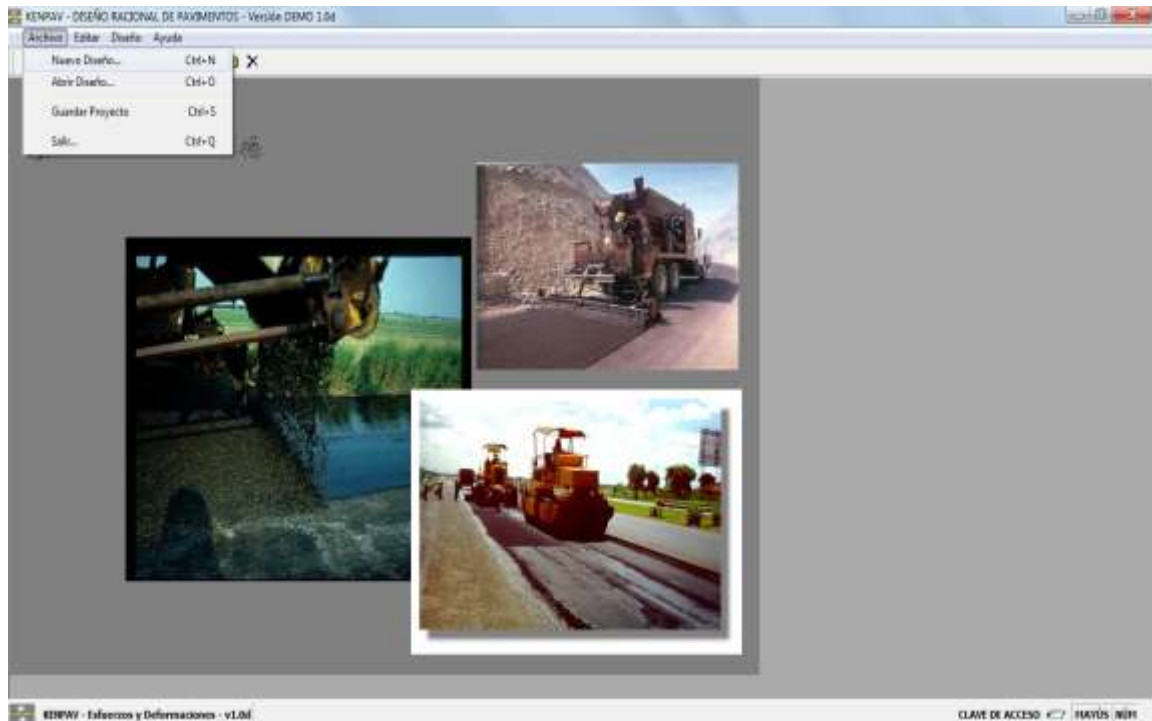 KENPAV - DISEÑO RACIONAL DE PAVIMENTOS - Versión DEMO 1.0d
Archivo Editar Diseño Ayuda
Nuevo Diseño... Ctrl+N
Abrir Diseño... Ctrl+O
Guardar Proyecto Ctrl+S
Salir... Ctrl+Q
KENPAV - Esfuerzos y Deformaciones - v1.0d
CLAVE DE ACCESO MAYÚS NÚM